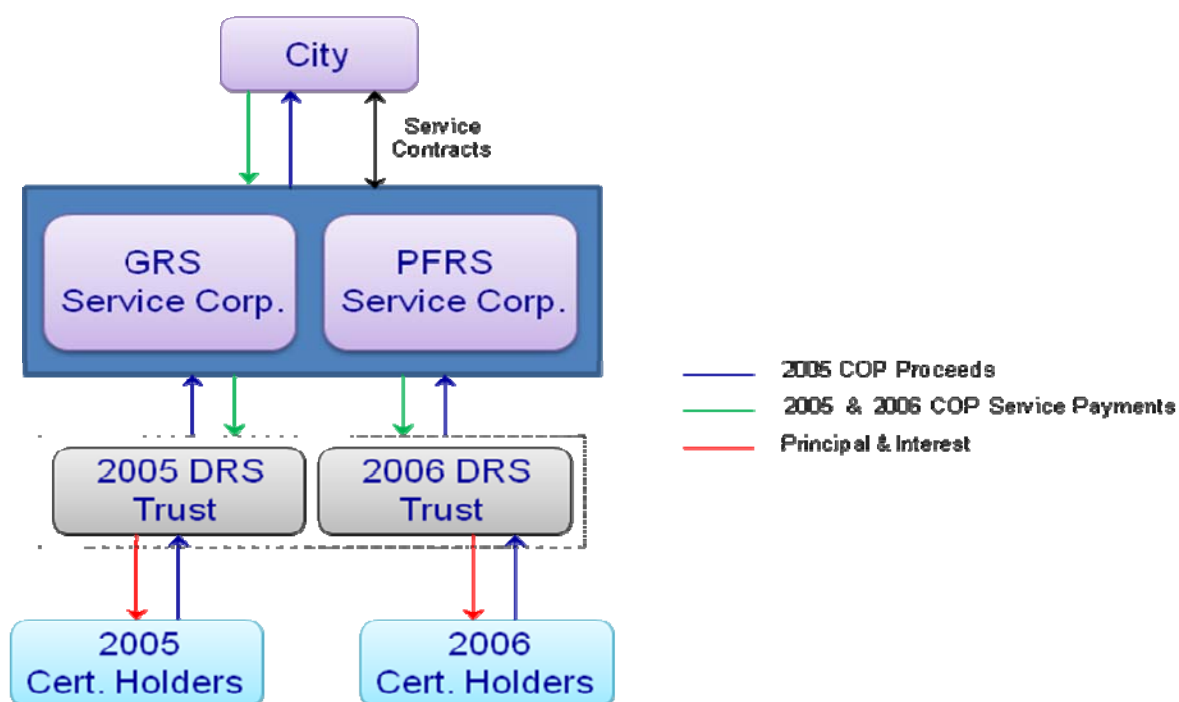 City
Service
Contracts
GRS
Service Corp.
PFRS
Service Corp.
2005 COP Proceeds
2005 & 2006 COP Service Payments
Principal & Interest
2005 DRS
Trust
2006 DRS
Trust
2005
Cert. Holders
2006
Cert. Holders